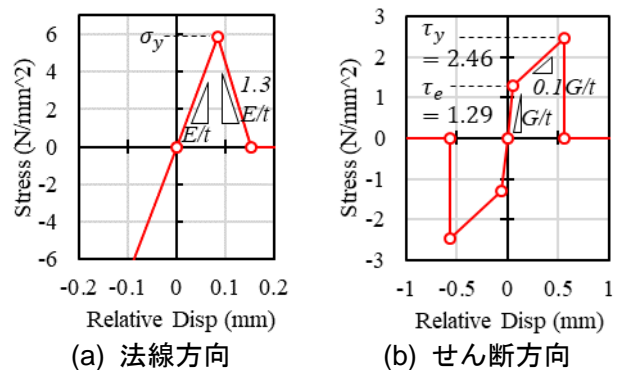 Stress (N/mm^2)
6
4
2
0
-2
-4
-6
σy
1.3
E/t
E/t
-0.2 -0.1 0 0.1 0.2
Relative Disp (mm)
(a) 法線方向
Stress (N/mm^2)
3
2
1
0
-1
-2
-3
τy
= 2.46
τe
= 1.29
0.1G/t
G/t
-1 -0.5 0 0.5 1
Relative Disp (mm)
(b) せん断方向